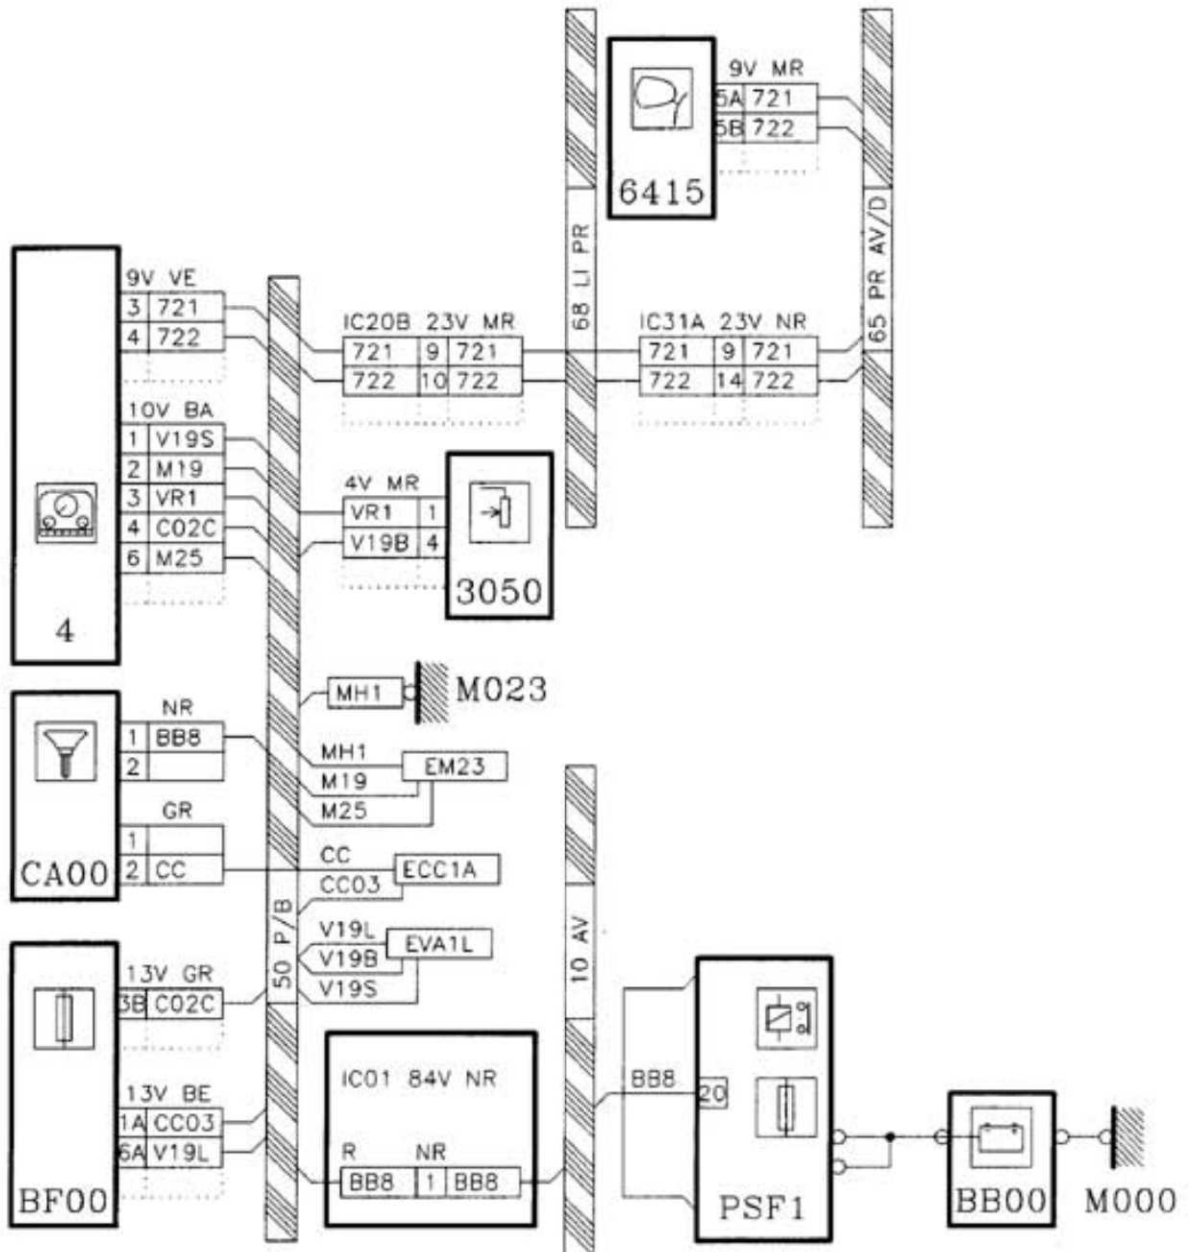 9V MR
5A 721
5B 722
6415
68 LI PR
65 PR AV/D
9V VE
3 721
4 722
IC20B 23V MR
721 9 721
722 10 722
IC31A 23V NR
721 9 721
722 14 722
10V BA
1 V19S
2 M19
3 VR1
4 C02C
6 M25
4
4V MR
VR1 1
V19B 4
3050
MH1
M023
NR
1 BB8
2
GR
1
2 CC
CA00
MH1
M19
M25
EM23
CC
CC03
ECC1A
V19L
V19B
V19S
EVA1L
50 P/B
10 AV
13V GR
3B C02C
13V BE
1A CC03
6A V19L
BF00
IC01 84V NR
R NR
BB8 1 BB8
BB8
20
PSF1
BB00
M000